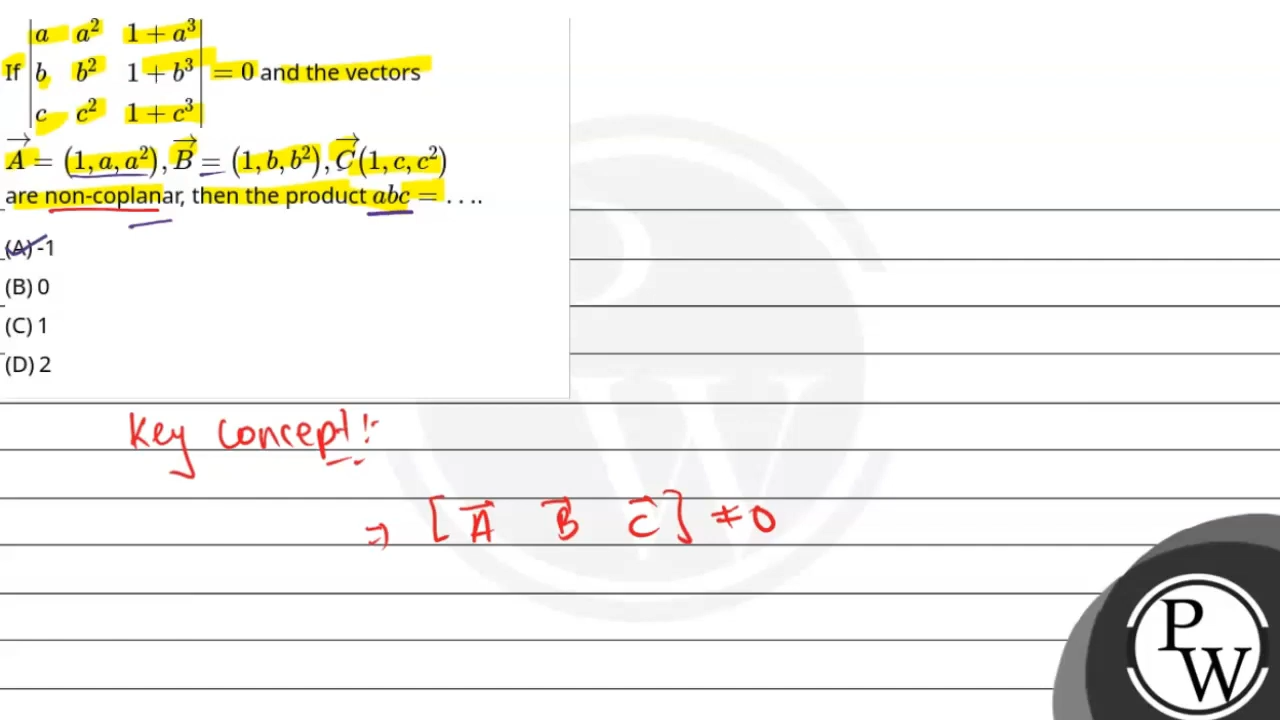 If | a a² 1 + a³ |
| b b² 1 + b³ | = 0 and the vectors
| c c² 1 + c³ |
A⃗ = (1, a, a²), B⃗ = (1, b, b²), C⃗(1, c, c²)
are non-coplanar, then the product abc = ....
(A) -1
(B) 0
(C) 1
(D) 2
Key concept :-
⇒ [A⃗ B⃗ C⃗] ≠ 0
P
W
PW